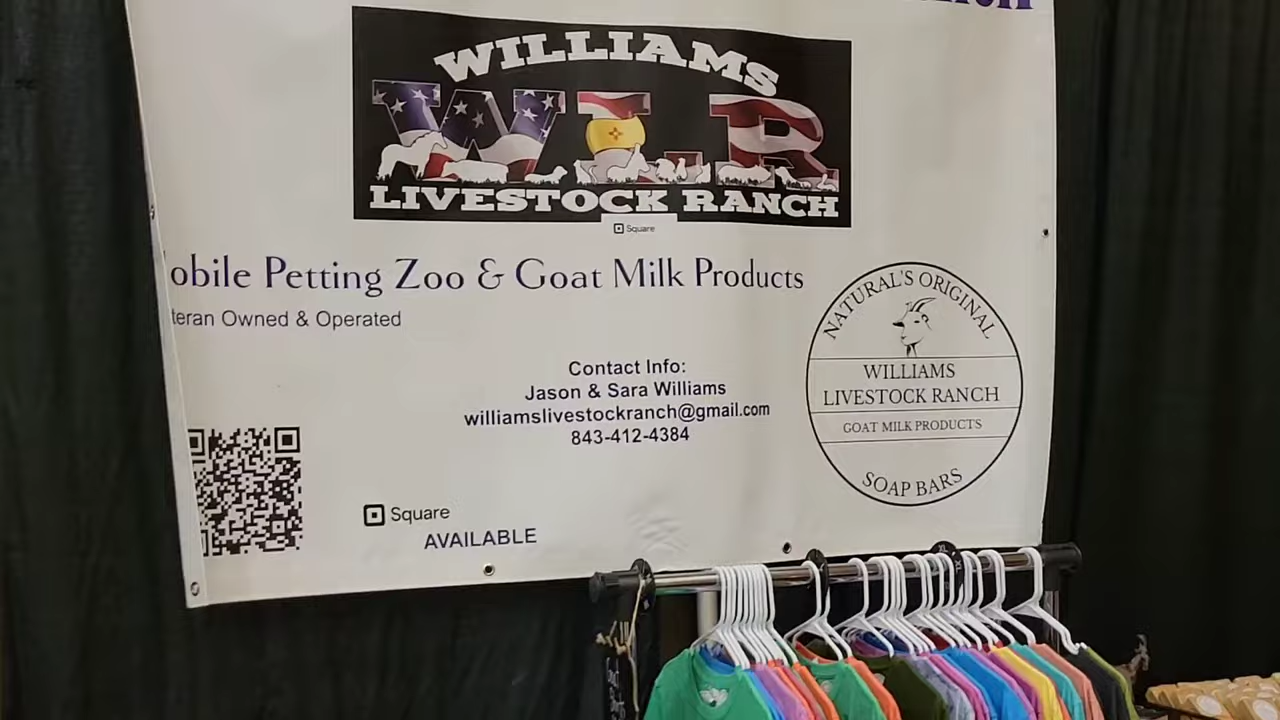 WILLIAMS
WLR
LIVESTOCK RANCH
Square
obile Petting Zoo & Goat Milk Products
teran Owned & Operated
Contact Info:
Jason & Sara Williams
williamslivestockranch@gmail.com
843-412-4384
NATURAL'S ORIGINAL
WILLIAMS
LIVESTOCK RANCH
GOAT MILK PRODUCTS
SOAP BARS
Square
AVAILABLE
XL